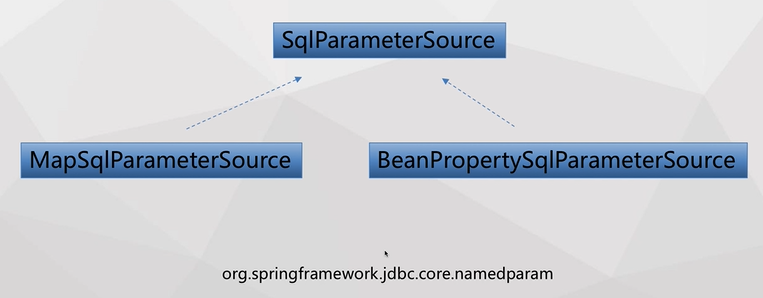 SqlParameterSource
MapSqlParameterSource
BeanPropertySqlParameterSource
org.springframework.jdbc.core.namedparam